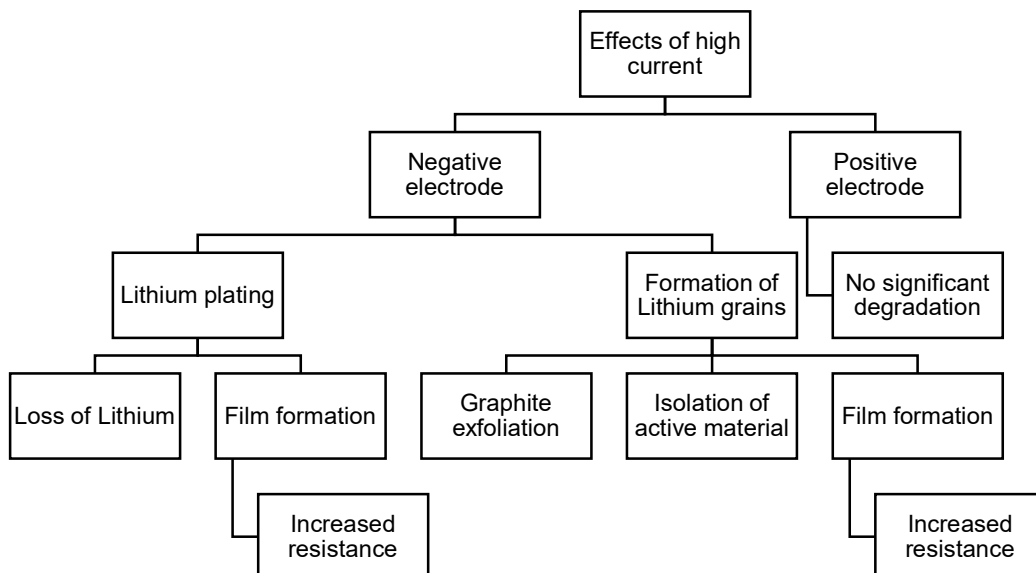 Effects of high
current
Negative
electrode
Positive
electrode
Lithium plating
Formation of
Lithium grains
No significant
degradation
Loss of Lithium
Film formation
Graphite
exfoliation
Isolation of
active material
Film formation
Increased
resistance
Increased
resistance